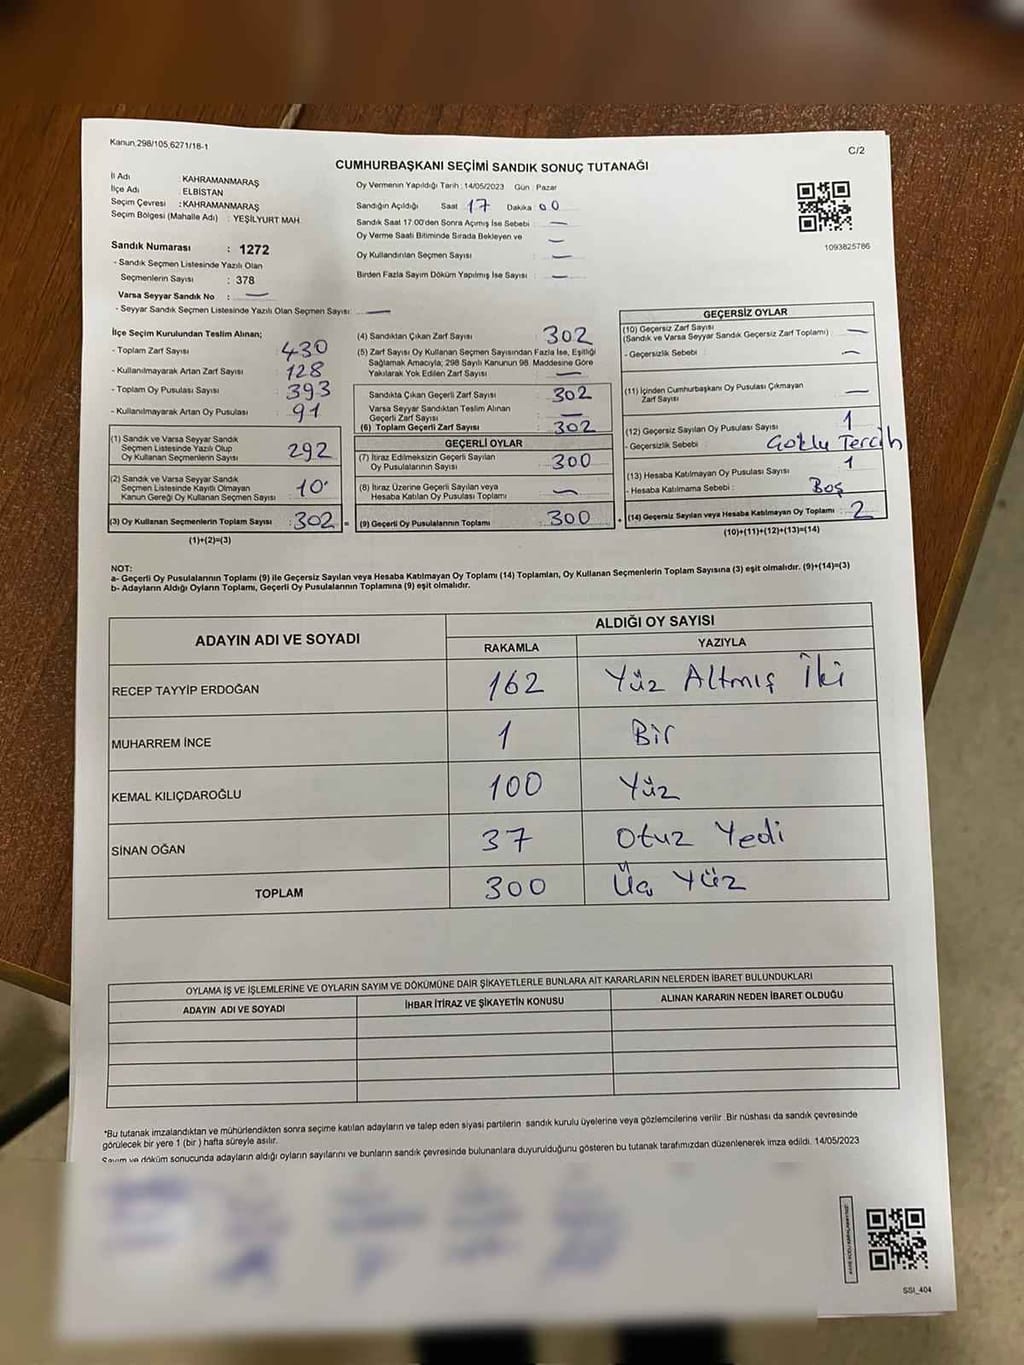 Kanun.298/105,6271/18-1
C/2
CUMHURBAŞKANI SEÇİMİ SANDIK SONUÇ TUTANAĞI
İl Adı : KAHRAMANMARAŞ
İlçe Adı : ELBİSTAN
Seçim Çevresi : KAHRAMANMARAŞ
Seçim Bölgesi (Mahalle Adı) : YEŞİLYURT MAH.
Sandık Numarası : 1272
- Sandık Seçmen Listesinde Yazılı Olan
Seçmenlerin Sayısı : 378
Varsa Seyyar Sandık No : —
- Seyyar Sandık Seçmen Listesinde Yazılı Olan Seçmen Sayısı : —
Oy Vermenin Yapıldığı Tarih : 14/05/2023 Gün : Pazar
Sandığın Açıldığı Saat 17 Dakika 00
Sandık Saat 17.00'den Sonra Açımış İse Sebebi : —
Oy Verme Saati Bitiminde Sırada Bekleyen ve —
Oy Kullandırılan Seçmen Sayısı : —
Birden Fazla Sayım Döküm Yapılmış İse Sayısı : —
1093825786
İlçe Seçim Kurulundan Teslim Alınan;
- Toplam Zarf Sayısı : 430
- Kullanılmayarak Artan Zarf Sayısı : 128
- Toplam Oy Pusulası Sayısı : 393
- Kullanılmayarak Artan Oy Pusulası : 91
(1) Sandık ve Varsa Seyyar Sandık
Seçmen Listesinde Yazılı Olup
Oy Kullanan Seçmenlerin Sayısı : 292
(2) Sandık ve Varsa Seyyar Sandık
Seçmen Listesinde Kayıtlı Olmayan
Kanun Gereği Oy Kullanan Seçmen Sayısı : 10
(3) Oy Kullanan Seçmenlerin Toplam Sayısı : 302 =
(1)+(2)=(3)
(4) Sandıktan Çıkan Zarf Sayısı : 302
(5) Zarf Sayısı Oy Kullanan Seçmen Sayısından Fazla İse, Eşitliği
Sağlamak Amacıyla; 298 Sayılı Kanunun 98. Maddesine Göre
Yakılarak Yok Edilen Zarf Sayısı : —
Sandıkta Çıkan Geçerli Zarf Sayısı : 302
Varsa Seyyar Sandıktan Teslim Alınan
Geçerli Zarf Sayısı : —
(6) Toplam Geçerli Zarf Sayısı : 302
GEÇERLİ OYLAR
(7) İtiraz Edilmeksizin Geçerli Sayılan
Oy Pusulalarının Sayısı : 300
(8) İtiraz Üzerine Geçerli Sayılan veya
Hesaba Katılan Oy Pusulası Toplamı : —
(9) Geçerli Oy Pusulalarının Toplamı : 300 +
GEÇERSİZ OYLAR
(10) Geçersiz Zarf Sayısı
(Sandık ve Varsa Seyyar Sandık Geçersiz Zarf Toplamı) : —
- Geçersizlik Sebebi : —
(11) İçinden Cumhurbaşkanı Oy Pusulası Çıkmayan
Zarf Sayısı : —
(12) Geçersiz Sayılan Oy Pusulası Sayısı : 1
- Geçersizlik Sebebi : Çoklu Tercih
(13) Hesaba Katılmayan Oy Pusulası Sayısı : 1
- Hesaba Katılmama Sebebi : Boş
(14) Geçersiz Sayılan veya Hesaba Katılmayan Oy Toplamı : 2
(10)+(11)+(12)+(13)=(14)
NOT:
a- Geçerli Oy Pusulalarının Toplamı (9) ile Geçersiz Sayılan veya Hesaba Katılmayan Oy Toplamı (14) Toplamları, Oy Kullanan Seçmenlerin Toplam Sayısına (3) eşit olmalıdır. (9)+(14)=(3)
b- Adayların Aldığı Oyların Toplamı, Geçerli Oy Pusulalarının Toplamına (9) eşit olmalıdır.
ADAYIN ADI VE SOYADI ALDIĞI OY SAYISI
RAKAMLA YAZIYLA
RECEP TAYYİP ERDOĞAN 162 Yüz Altmış İki
MUHARREM İNCE 1 Bir
KEMAL KILIÇDAROĞLU 100 Yüz
SİNAN OĞAN 37 Otuz Yedi
TOPLAM 300 Üç Yüz
OYLAMA İŞ VE İŞLEMLERİNE VE OYLARIN SAYIM VE DÖKÜMÜNE DAİR ŞİKAYETLERLE BUNLARA AİT KARARLARIN NELERDEN İBARET BULUNDUKLARI
ADAYIN ADI VE SOYADI İHBAR İTİRAZ VE ŞİKAYETİN KONUSU ALINAN KARARIN NEDEN İBARET OLDUĞU
*Bu tutanak imzalandıktan ve mühürlendikten sonra seçime katılan adayların ve talep eden siyasi partilerin sandık kurulu üyelerine veya gözlemcilerine verilir .Bir nüshası da sandık çevresinde
görülecek bir yere 1 (bir ) hafta süreyle asılır.
Sayım ve döküm sonucunda adayların aldığı oyların sayılarını ve bunların sandık çevresinde bulunanlara duyurulduğunu gösteren bu tutanak tarafımızdan düzenlenerek imza edildi. 14/05/2023
SSI_404